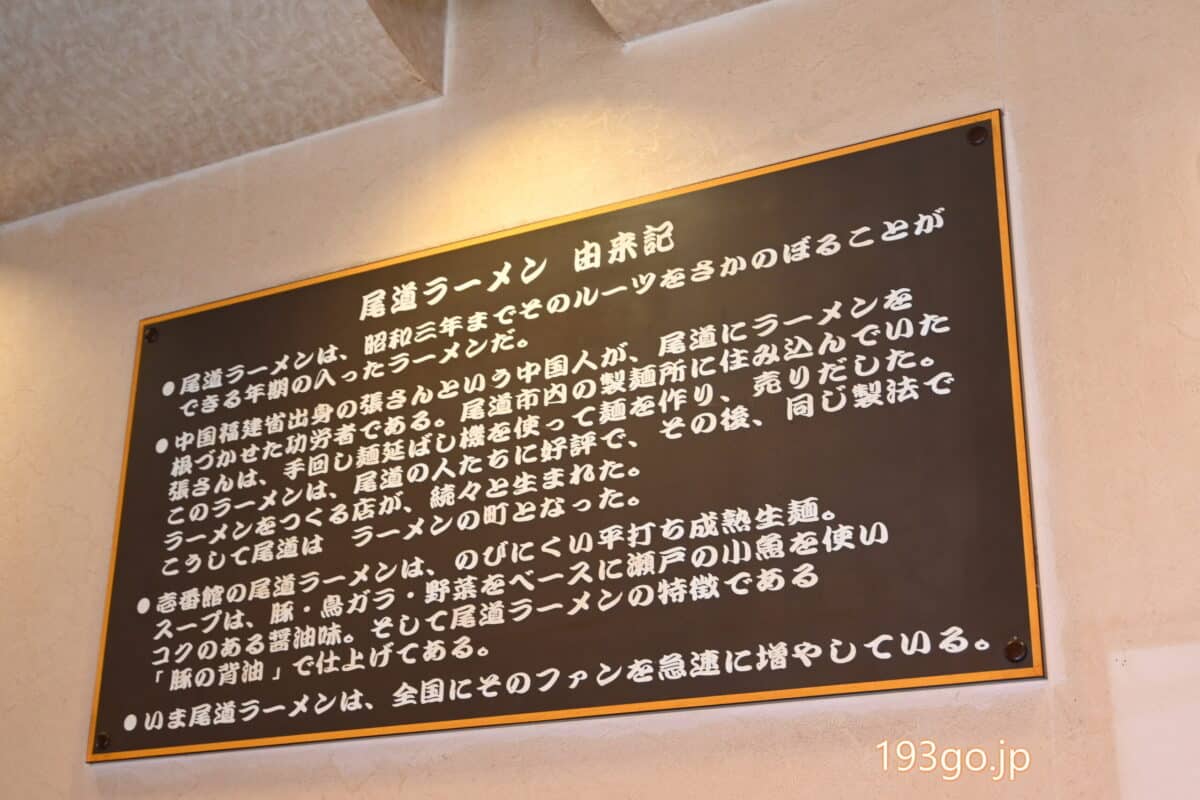 尾道ラーメン 由来記
●尾道ラーメンは、昭和三年までそのルーツをさかのぼることが
できる年期の入ったラーメンだ。
●中国福建省出身の張さんという中国人が、尾道にラーメンを
根づかせた功労者である。尾道市内の製麺所に住み込んでいた
張さんは、手回し麺延ばし機を使って麺を作り、売りだした。
このラーメンは、尾道の人たちに好評で、その後、同じ製法で
ラーメンをつくる店が、続々と生まれた。
こうして尾道は ラーメンの町となった。
●壱番館の尾道ラーメンは、のびにくい平打ち成熟生麺。
スープは、豚・鳥ガラ・野菜をベースに瀬戸の小魚を使い
コクのある醤油味。そして尾道ラーメンの特徴である
「豚の背油」で仕上げてある。
●いま尾道ラーメンは、全国にそのファンを急速に増やしている。
193go.jp